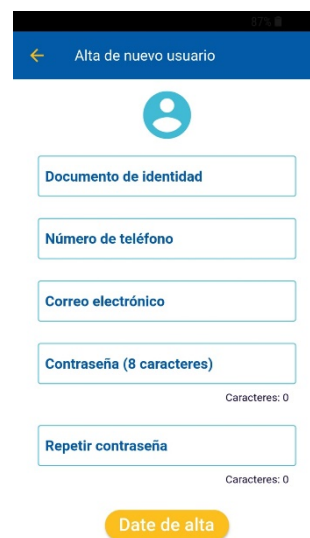 87%
Alta de nuevo usuario
Documento de identidad
Número de teléfono
Correo electrónico
Contraseña (8 caracteres)
Caracteres: 0
Repetir contraseña
Caracteres: 0
Date de alta